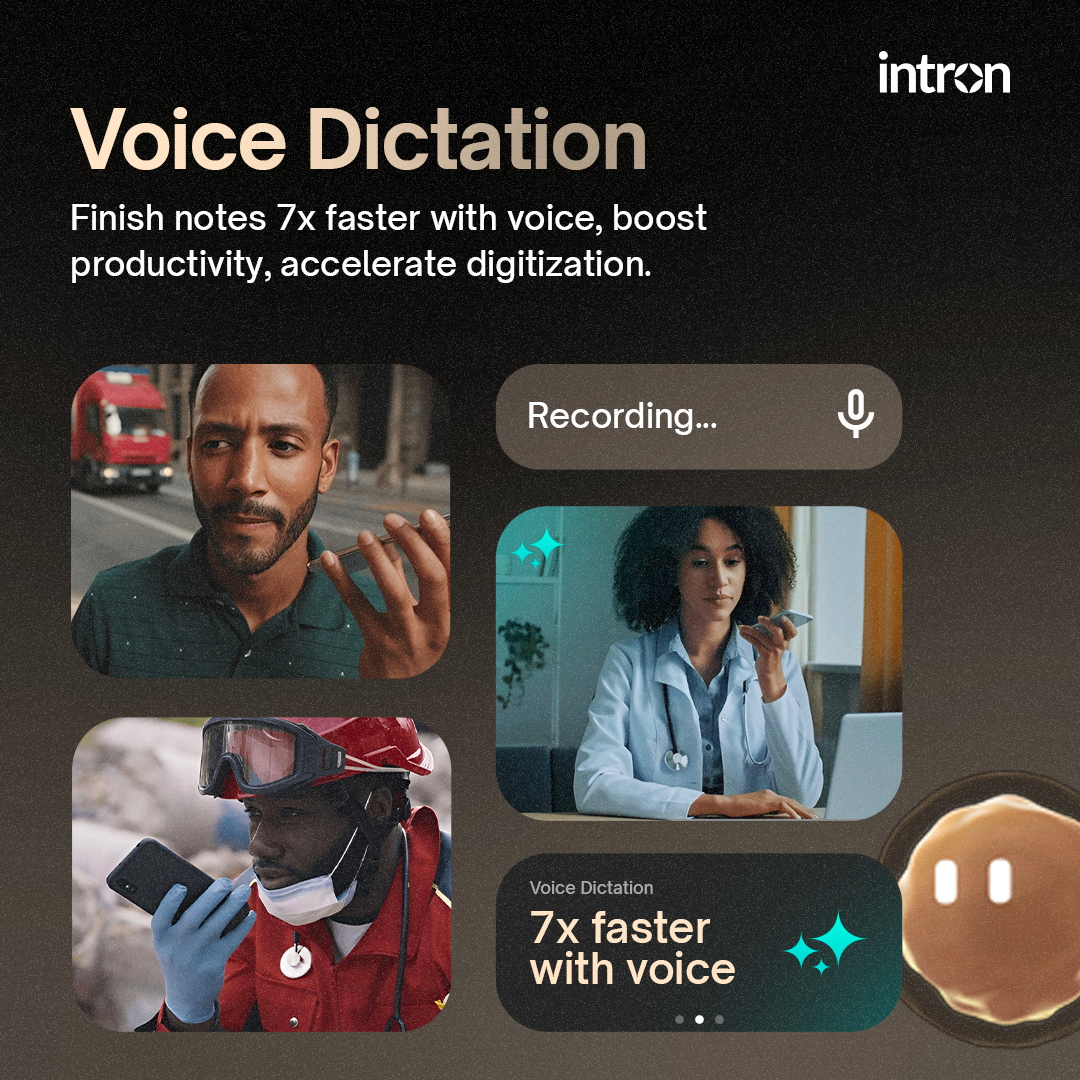 intron
Voice Dictation
Finish notes 7x faster with voice, boost
productivity, accelerate digitization.
Recording...
Voice Dictation
7x faster
with voice